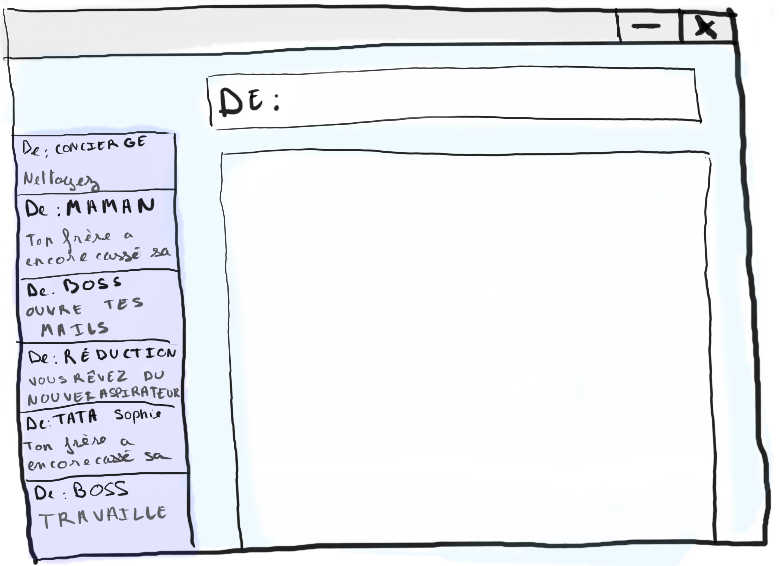 DE:
De: CONCIERGE
Nettoyez
De: MAMAN
Ton frère a
encore cassé sa
De: BOSS
OUVRE TES
MAILS
De: RÉDUCTION
VOUS RÊVEZ DU
NOUVEL ASPIRATEUR
De: TATA Sophie
Ton frère a
encore cassé sa
De: BOSS
TRAVAILLE